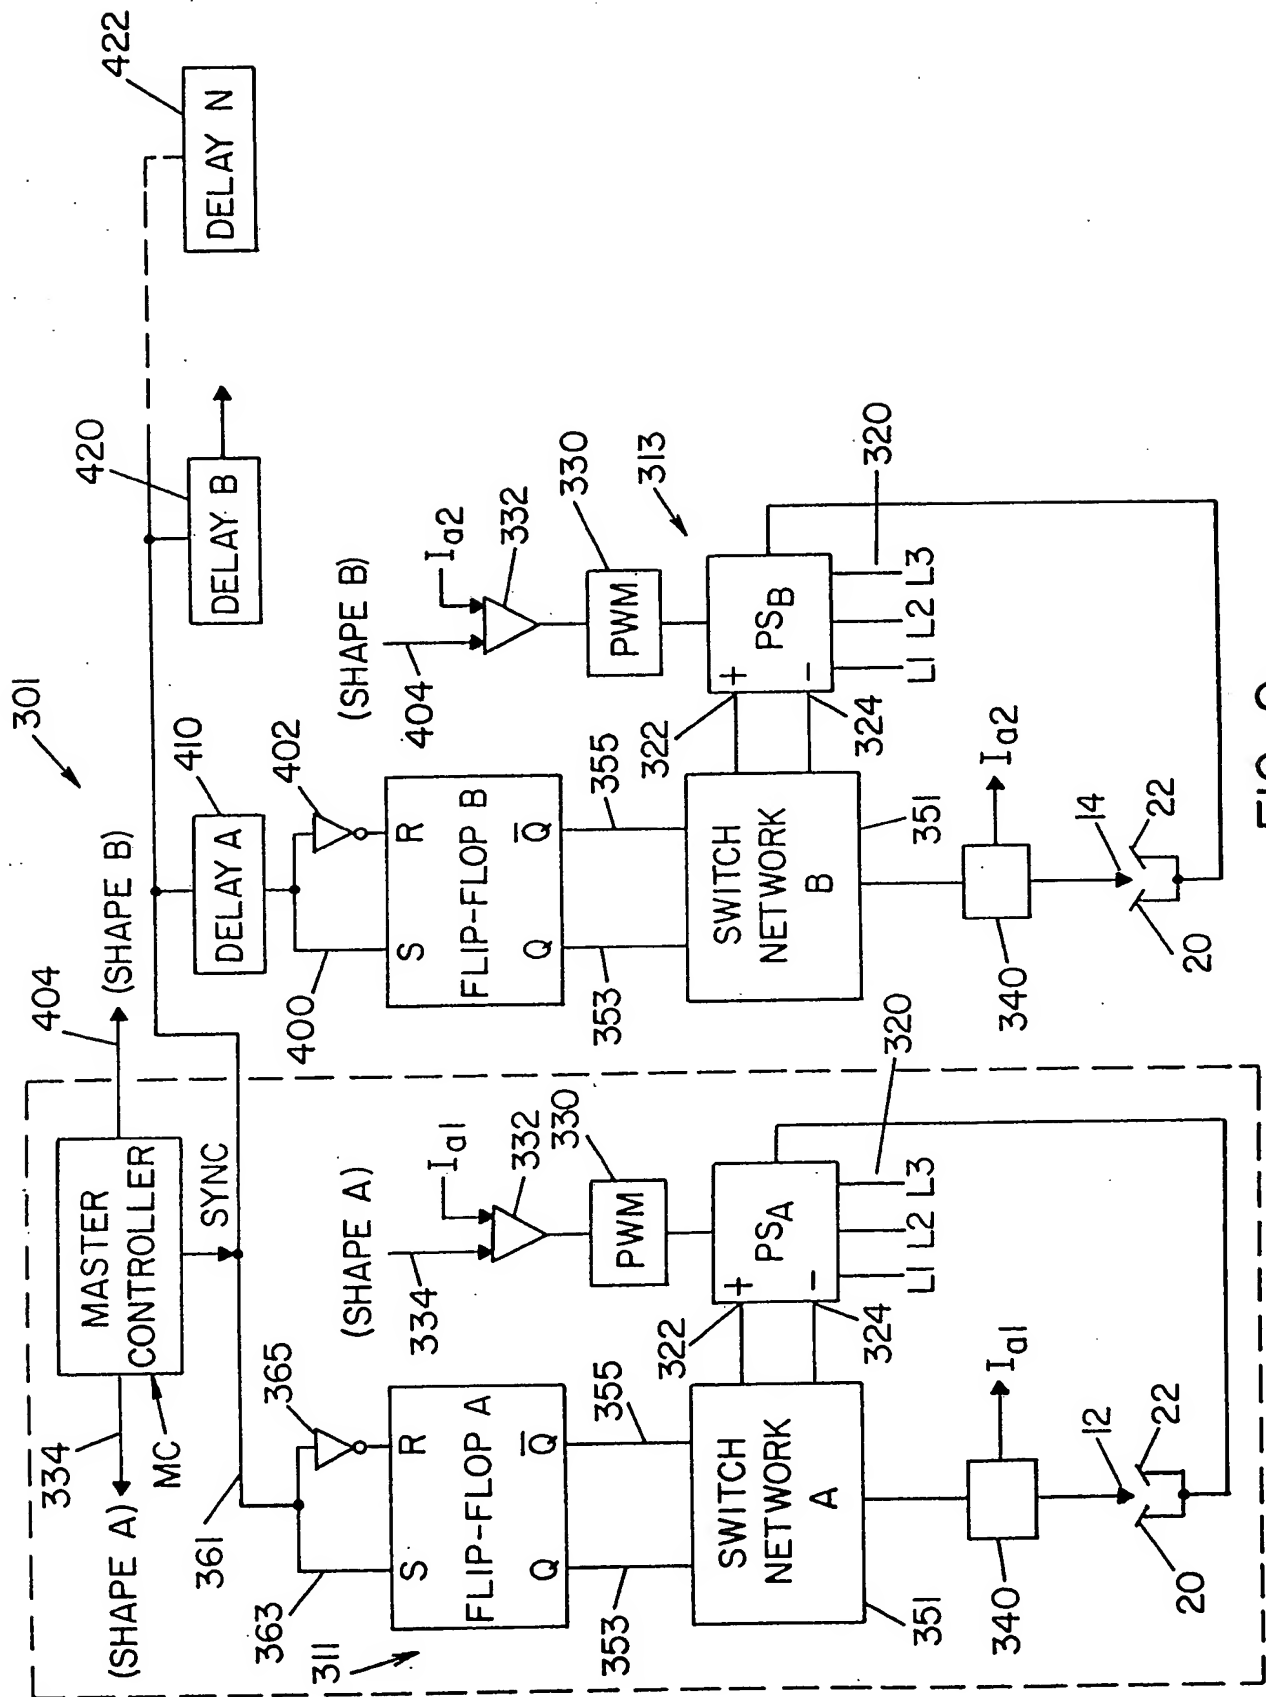 301
334
(SHAPE A)
MC
MASTER
CONTROLLER
404
(SHAPE B)
SYNC
361
363
365
311
S
R
FLIP-FLOP A
Q
Q̅
353
355
SWITCH
NETWORK
A
351
(SHAPE A)
334
Ia1
332
330
PWM
322
+
PSA
-
324
L1 L2 L3
320
340
Ia1
12
20
22
410
DELAY A
400
402
S
R
FLIP-FLOP B
Q
Q̅
353
355
SWITCH
NETWORK
B
351
(SHAPE B)
404
Ia2
332
330
PWM
313
322
+
PSB
-
324
L1 L2 L3
320
340
Ia2
14
20
22
420
DELAY B
422
DELAY N